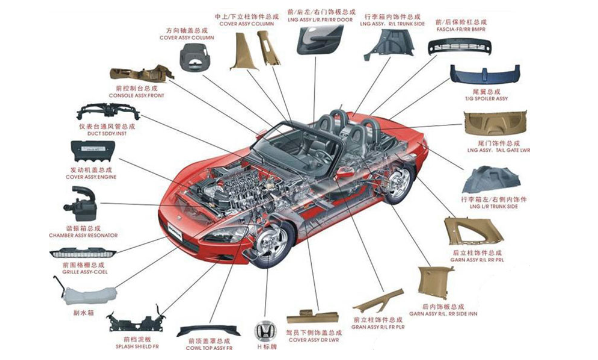 方向轴盖总成
COVER ASSY COLUMN
中上/下立柱饰件总成
COVER ASSY COLUMN
前/后龙/右门饰板总成
LNG ASSY L/R.FR/RR DOOR
行李箱内饰件总成
LNG ASSY. R/L TRUNK SIDE
前/后保险杠总成
FASCIA-FR/RR BMPR
前控制台总成
CONSOLE ASSY.FRONT
尾翼总成
T/G SPOILER ASSY
仪表台通风管总成
DUCT EDDY.INST
尾门饰件总成
LNG ASSY. TAIL GATE LWR
发动机盖总成
COVER ASSY.ENGINE
行李箱左/右侧内饰件
LNG L/R TRUNK SIDE
谐振箱总成
CHAMBER ASSY RESONATOR
后立柱饰件总成
GARN ASSY R/L RR PRL
前围格栅总成
GRILLE ASSY-COEL
后内饰板总成
GARN ASSY R/L. RR SIDE INN
副水箱
前挡泥板
SPLASH SHIELD FR
前顶盖罩总成
COWL TOP ASSY FR
H 标牌
驾员下侧饰盖总成
COVER ASSY DR LWR
前立柱饰件总成
GRAN ASSY R/L FR PLR